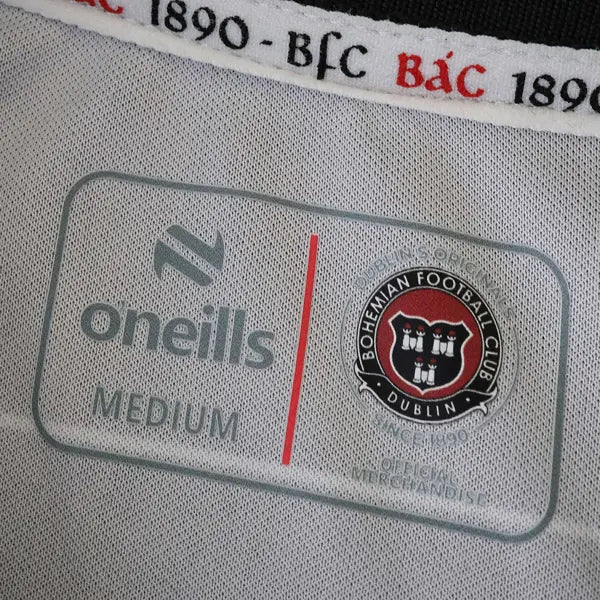 BÁC 1890 - BFC BÁC 1890
oneills
MEDIUM
DUBLIN'S ORIGINALS
BOHEMIAN FOOTBALL CLUB
· DUBLIN ·
SINCE 1890
OFFICIAL
MERCHANDISE